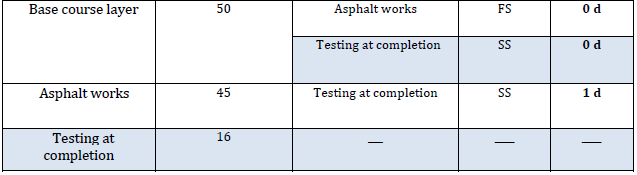 Base course layer 50 Asphalt works FS 0 d
Testing at completion SS 0 d
Asphalt works 45 Testing at completion SS 1 d
Testing at 16 — — —
completion